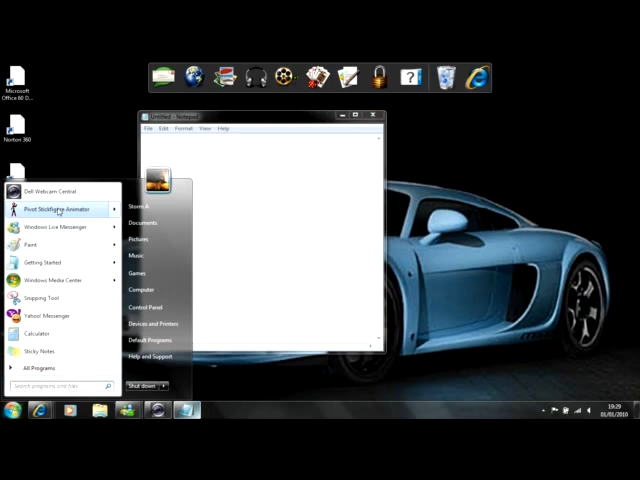 Microsoft
Office 60 D...
Norton 360
Untitled - Notepad
File Edit Format View Help
Dell Webcam Central
Pivot Stickfigure Animator
Windows Live Messenger
Paint
Getting Started
Windows Media Center
Snipping Tool
Yahoo! Messenger
Calculator
Sticky Notes
All Programs
Search programs and files
Storm A
Documents
Pictures
Music
Games
Computer
Control Panel
Devices and Printers
Default Programs
Help and Support
Shut down
19:29
01/01/2010